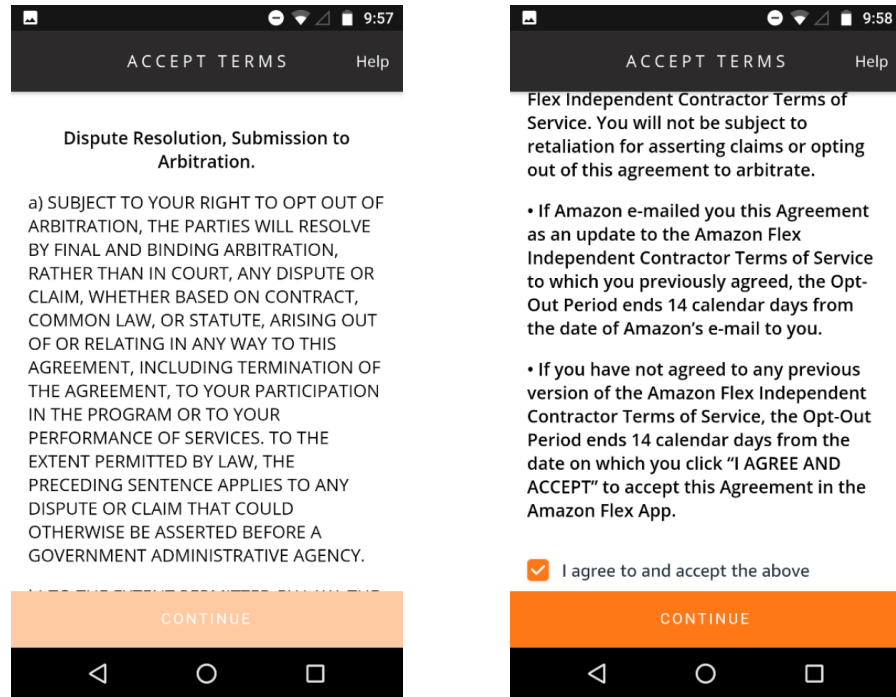 9:57
ACCEPT TERMS Help
Dispute Resolution, Submission to
Arbitration.
a) SUBJECT TO YOUR RIGHT TO OPT OUT OF
ARBITRATION, THE PARTIES WILL RESOLVE
BY FINAL AND BINDING ARBITRATION,
RATHER THAN IN COURT, ANY DISPUTE OR
CLAIM, WHETHER BASED ON CONTRACT,
COMMON LAW, OR STATUTE, ARISING OUT
OF OR RELATING IN ANY WAY TO THIS
AGREEMENT, INCLUDING TERMINATION OF
THE AGREEMENT, TO YOUR PARTICIPATION
IN THE PROGRAM OR TO YOUR
PERFORMANCE OF SERVICES. TO THE
EXTENT PERMITTED BY LAW, THE
PRECEDING SENTENCE APPLIES TO ANY
DISPUTE OR CLAIM THAT COULD
OTHERWISE BE ASSERTED BEFORE A
GOVERNMENT ADMINISTRATIVE AGENCY.
CONTINUE
9:58
ACCEPT TERMS Help
Flex Independent Contractor Terms of
Service. You will not be subject to
retaliation for asserting claims or opting
out of this agreement to arbitrate.
• If Amazon e-mailed you this Agreement
as an update to the Amazon Flex
Independent Contractor Terms of Service
to which you previously agreed, the Opt-
Out Period ends 14 calendar days from
the date of Amazon’s e-mail to you.
• If you have not agreed to any previous
version of the Amazon Flex Independent
Contractor Terms of Service, the Opt-Out
Period ends 14 calendar days from the
date on which you click “I AGREE AND
ACCEPT” to accept this Agreement in the
Amazon Flex App.
I agree to and accept the above
CONTINUE